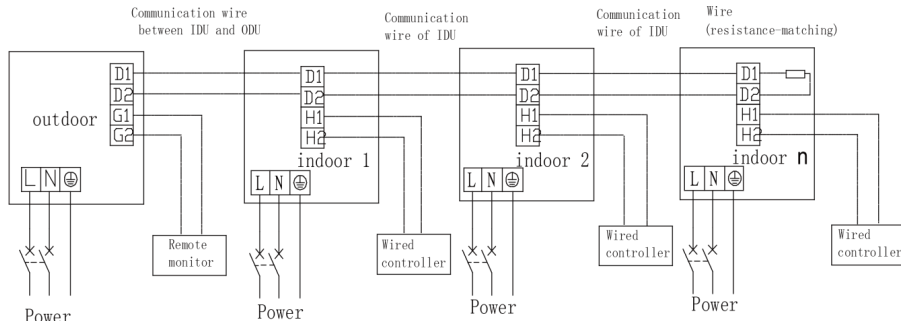 Communication wire
between IDU and ODU
Communication
wire of IDU
Communication
wire of IDU
Wire
(resistance-matching)
outdoor
D1
D2
G1
G2
L N
Remote
monitor
Power
D1
D2
H1
H2
indoor 1
L N
Wired
controller
Power
D1
D2
H1
H2
indoor 2
L N
Wired
controller
Power
D1
D2
H1
H2
indoor n
L N
Wired
controller
Power